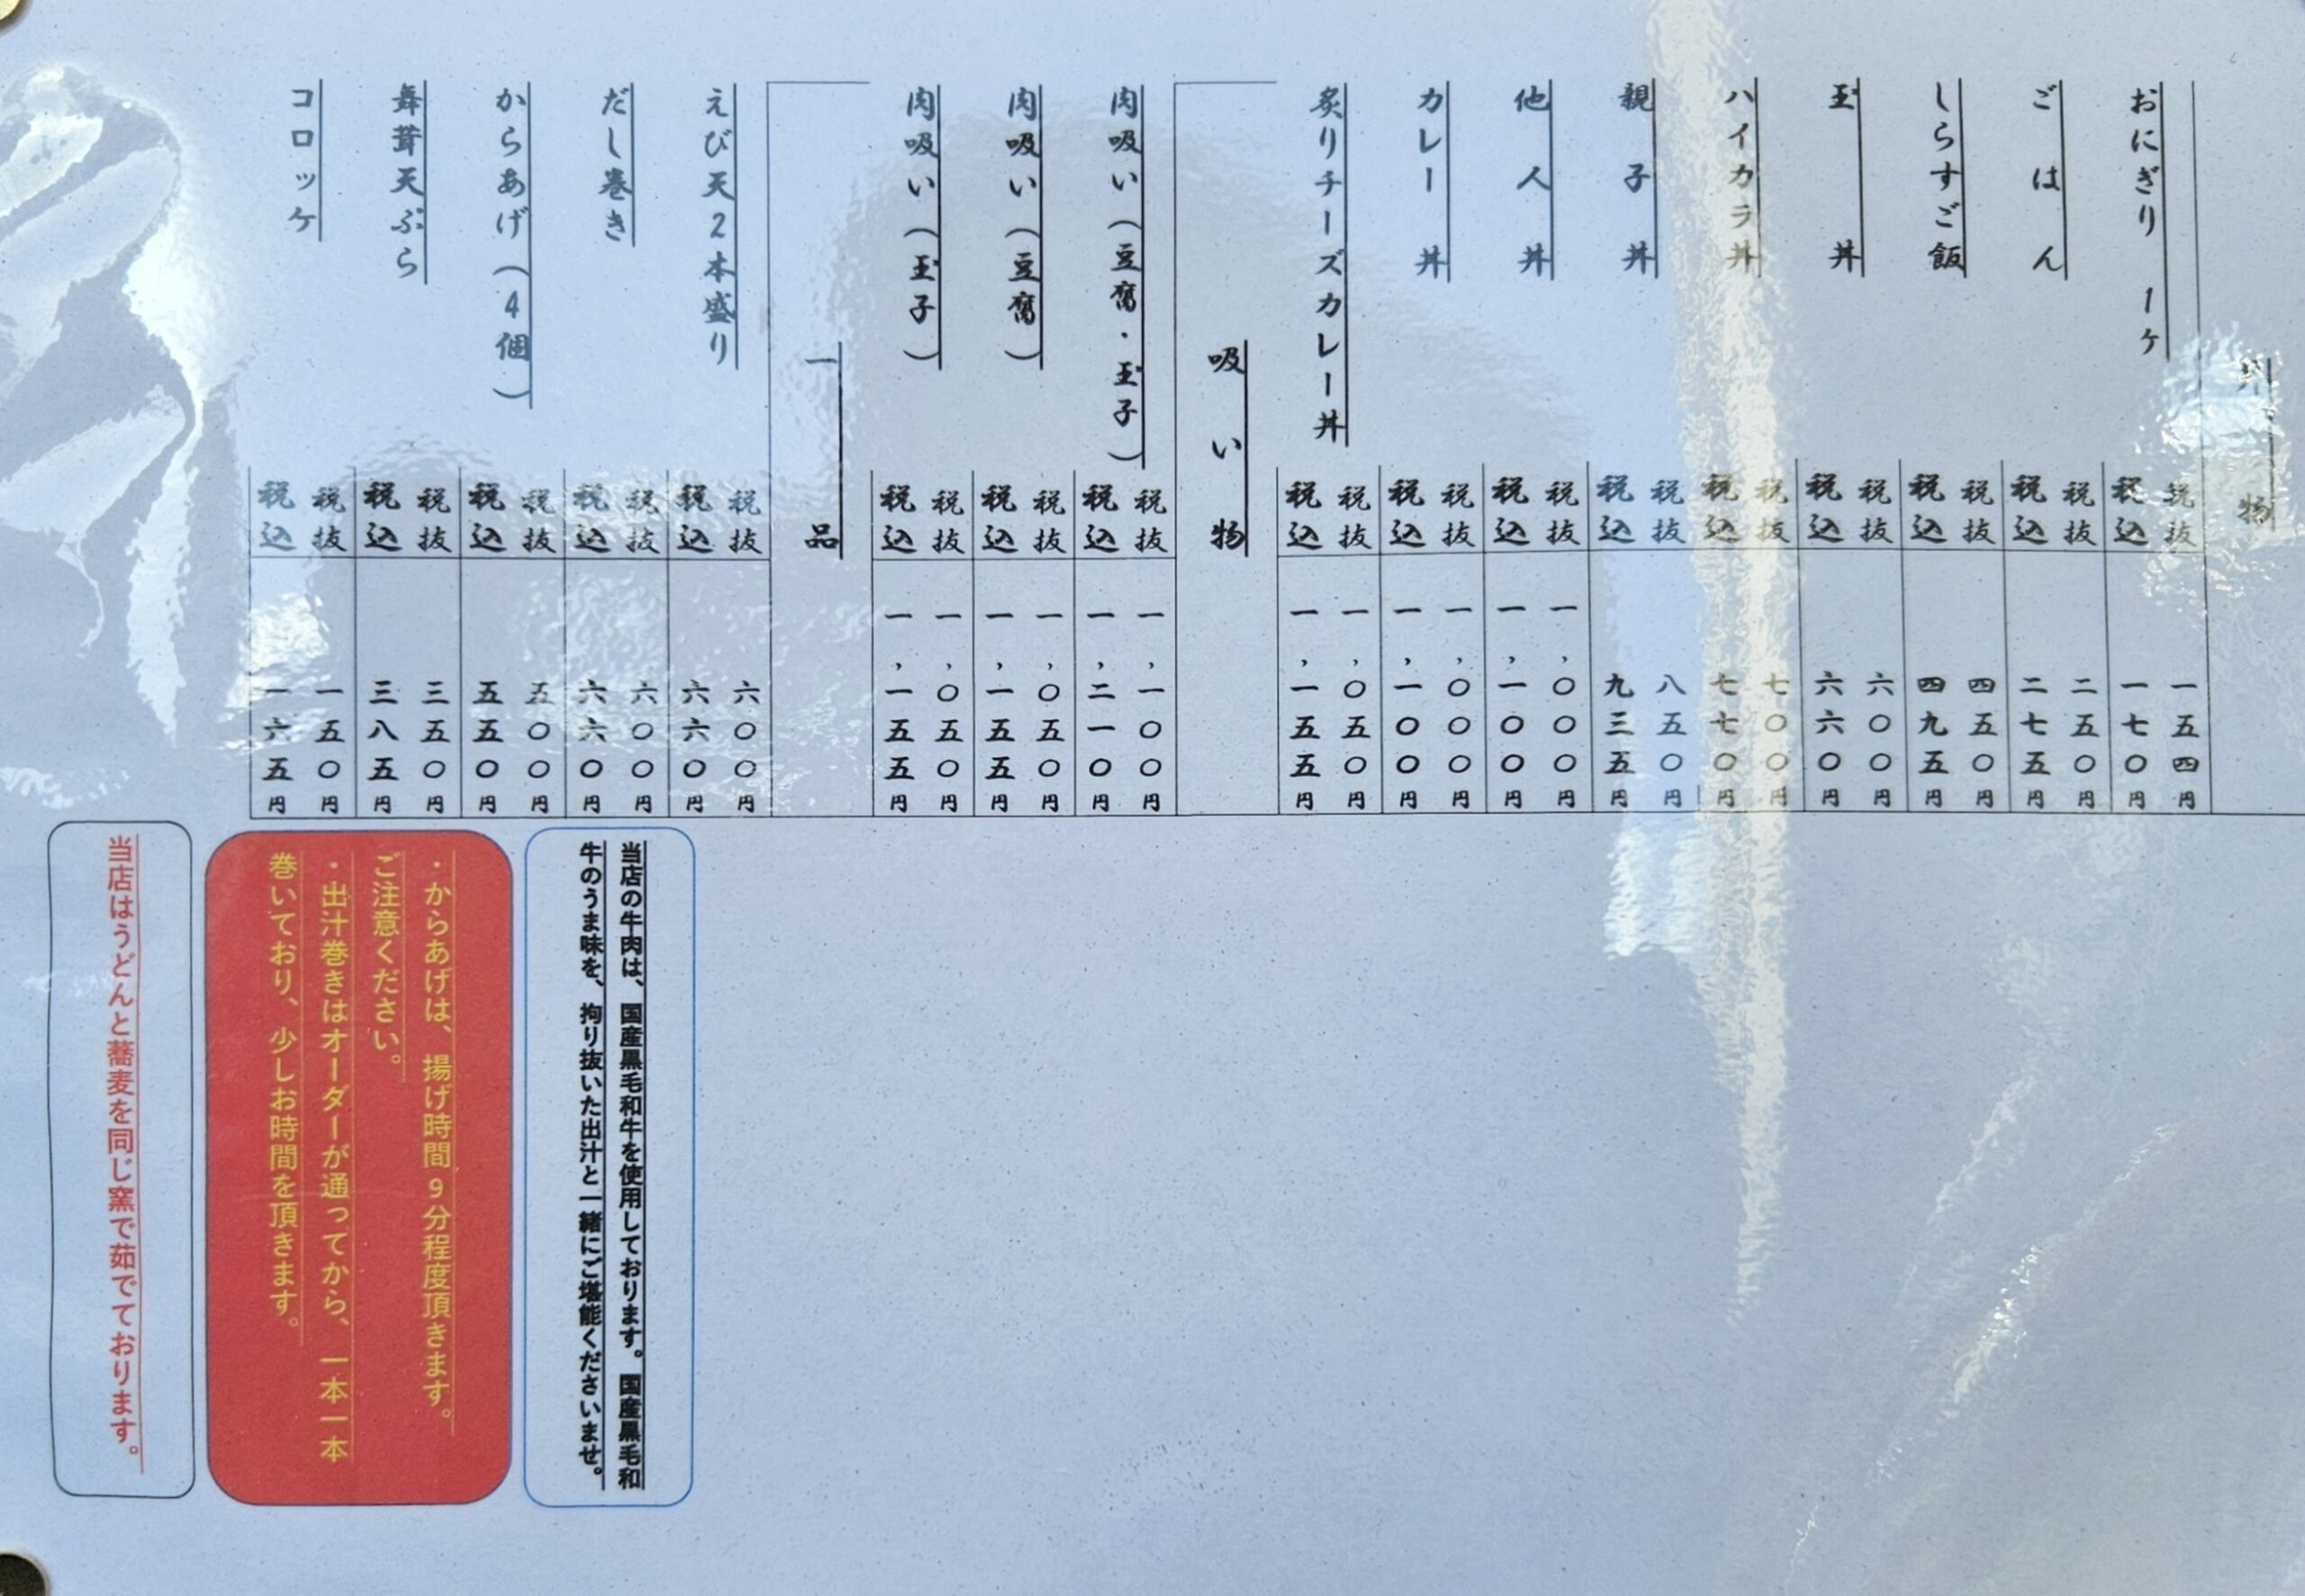 丼物
おにぎり 1ヶ
税抜 一五四円
税込 一七〇円
ごはん
税抜 二五〇円
税込 二七五円
しらすご飯
税抜 四五〇円
税込 四九五円
玉丼
税抜 六〇〇円
税込 六六〇円
ハイカラ丼
税抜 七〇〇円
税込 七七〇円
親子丼
税抜 八五〇円
税込 九三五円
他人丼
税抜 一,〇〇〇円
税込 一,一〇〇円
カレー丼
税抜 一,〇〇〇円
税込 一,一〇〇円
炙りチーズカレー丼
税抜 一,〇五〇円
税込 一,一五五円
吸い物
肉吸い(豆腐・玉子)
税抜 一,一〇〇円
税込 一,二一〇円
肉吸い(豆腐)
税抜 一,〇五〇円
税込 一,一五五円
肉吸い(玉子)
税抜 一,〇五〇円
税込 一,一五五円
一品
えび天2本盛り
税抜 六〇〇円
税込 六六〇円
だし巻き
税抜 六〇〇円
税込 六六〇円
からあげ(4個)
税抜 五〇〇円
税込 五五〇円
舞茸天ぷら
税抜 三五〇円
税込 三八五円
コロッケ
税抜 一五〇円
税込 一六五円
当店の牛肉は、国産黒毛和牛を使用しております。国産黒毛和
牛のうま味を、拘り抜いた出汁と一緒にご堪能くださいませ。
・からあげは、揚げ時間9分程度頂きます。
ご注意ください。
・出汁巻きはオーダーが通ってから、一本一本
巻いており、少しお時間を頂きます。
当店はうどんと蕎麦を同じ窯で茹でております。